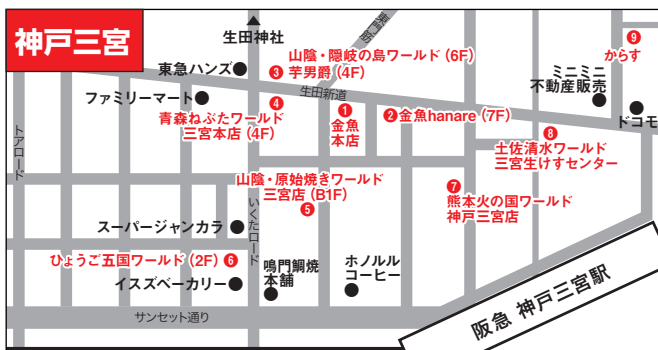 神戸三宮
生田神社
東門街
9
からす
東急ハンズ
3 山陰・隠岐の島ワールド(6F)
芋男爵(4F)
ミニミニ
不動産販売
ファミリーマート
生田新道
ドコモ
4
青森ねぶたワールド
三宮本店(4F)
1
金魚
本店
2 金魚hanare(7F)
8
土佐清水ワールド
三宮生けすセンター
トアロード
山陰・原始焼きワールド
三宮店(B1F)
5
7
熊本火の国ワールド
神戸三宮店
いくたロード
スーパージャンカラ
ひょうご五国ワールド(2F) 6
イスズベーカリー
鳴門鯛焼
本舗
ホノルル
コーヒー
サンセット通り
阪急 神戸三宮駅